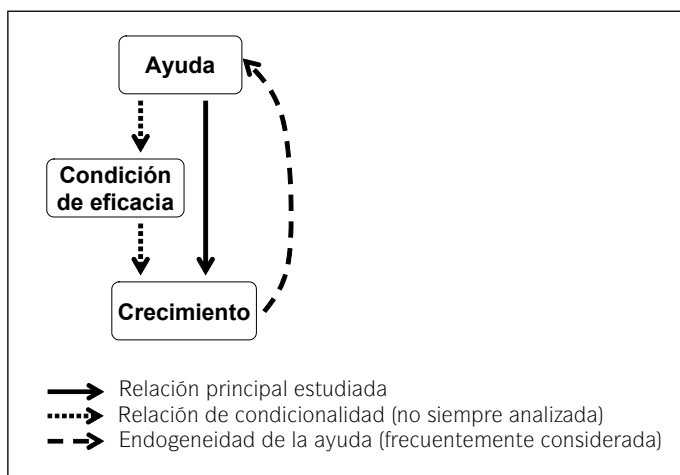 Ayuda
Condición
de eficacia
Crecimiento
Relación principal estudiada
Relación de condicionalidad (no siempre analizada)
Endogeneidad de la ayuda (frecuentemente considerada)